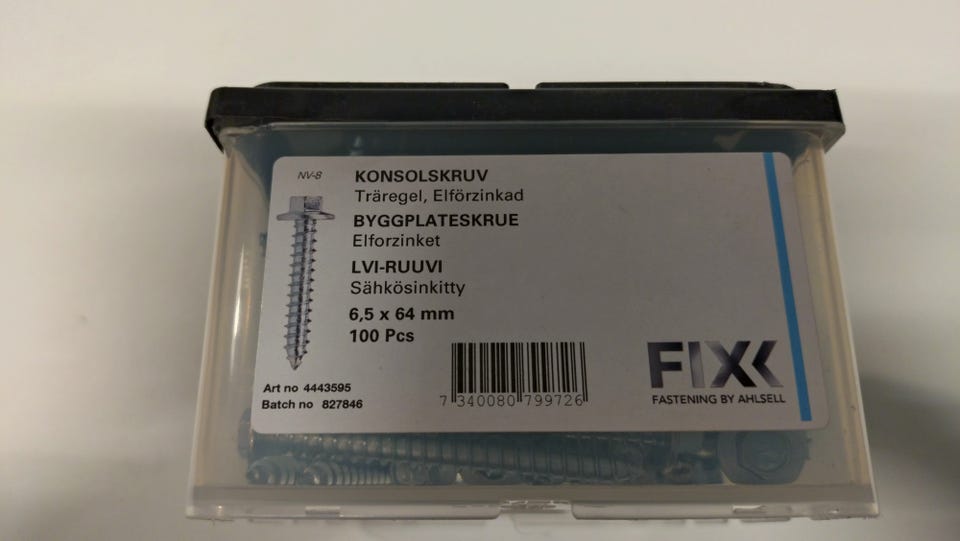 NV-8
KONSOLSKRUV
Träregel, Elförzinkad
BYGGPLATESKRUE
Elforzinket
LVI-RUUVI
Sähkösinkitty
6,5 x 64 mm
100 Pcs
Art no 4443595
Batch no 827846
7 340080 799726
FIXX
FASTENING BY AHLSELL